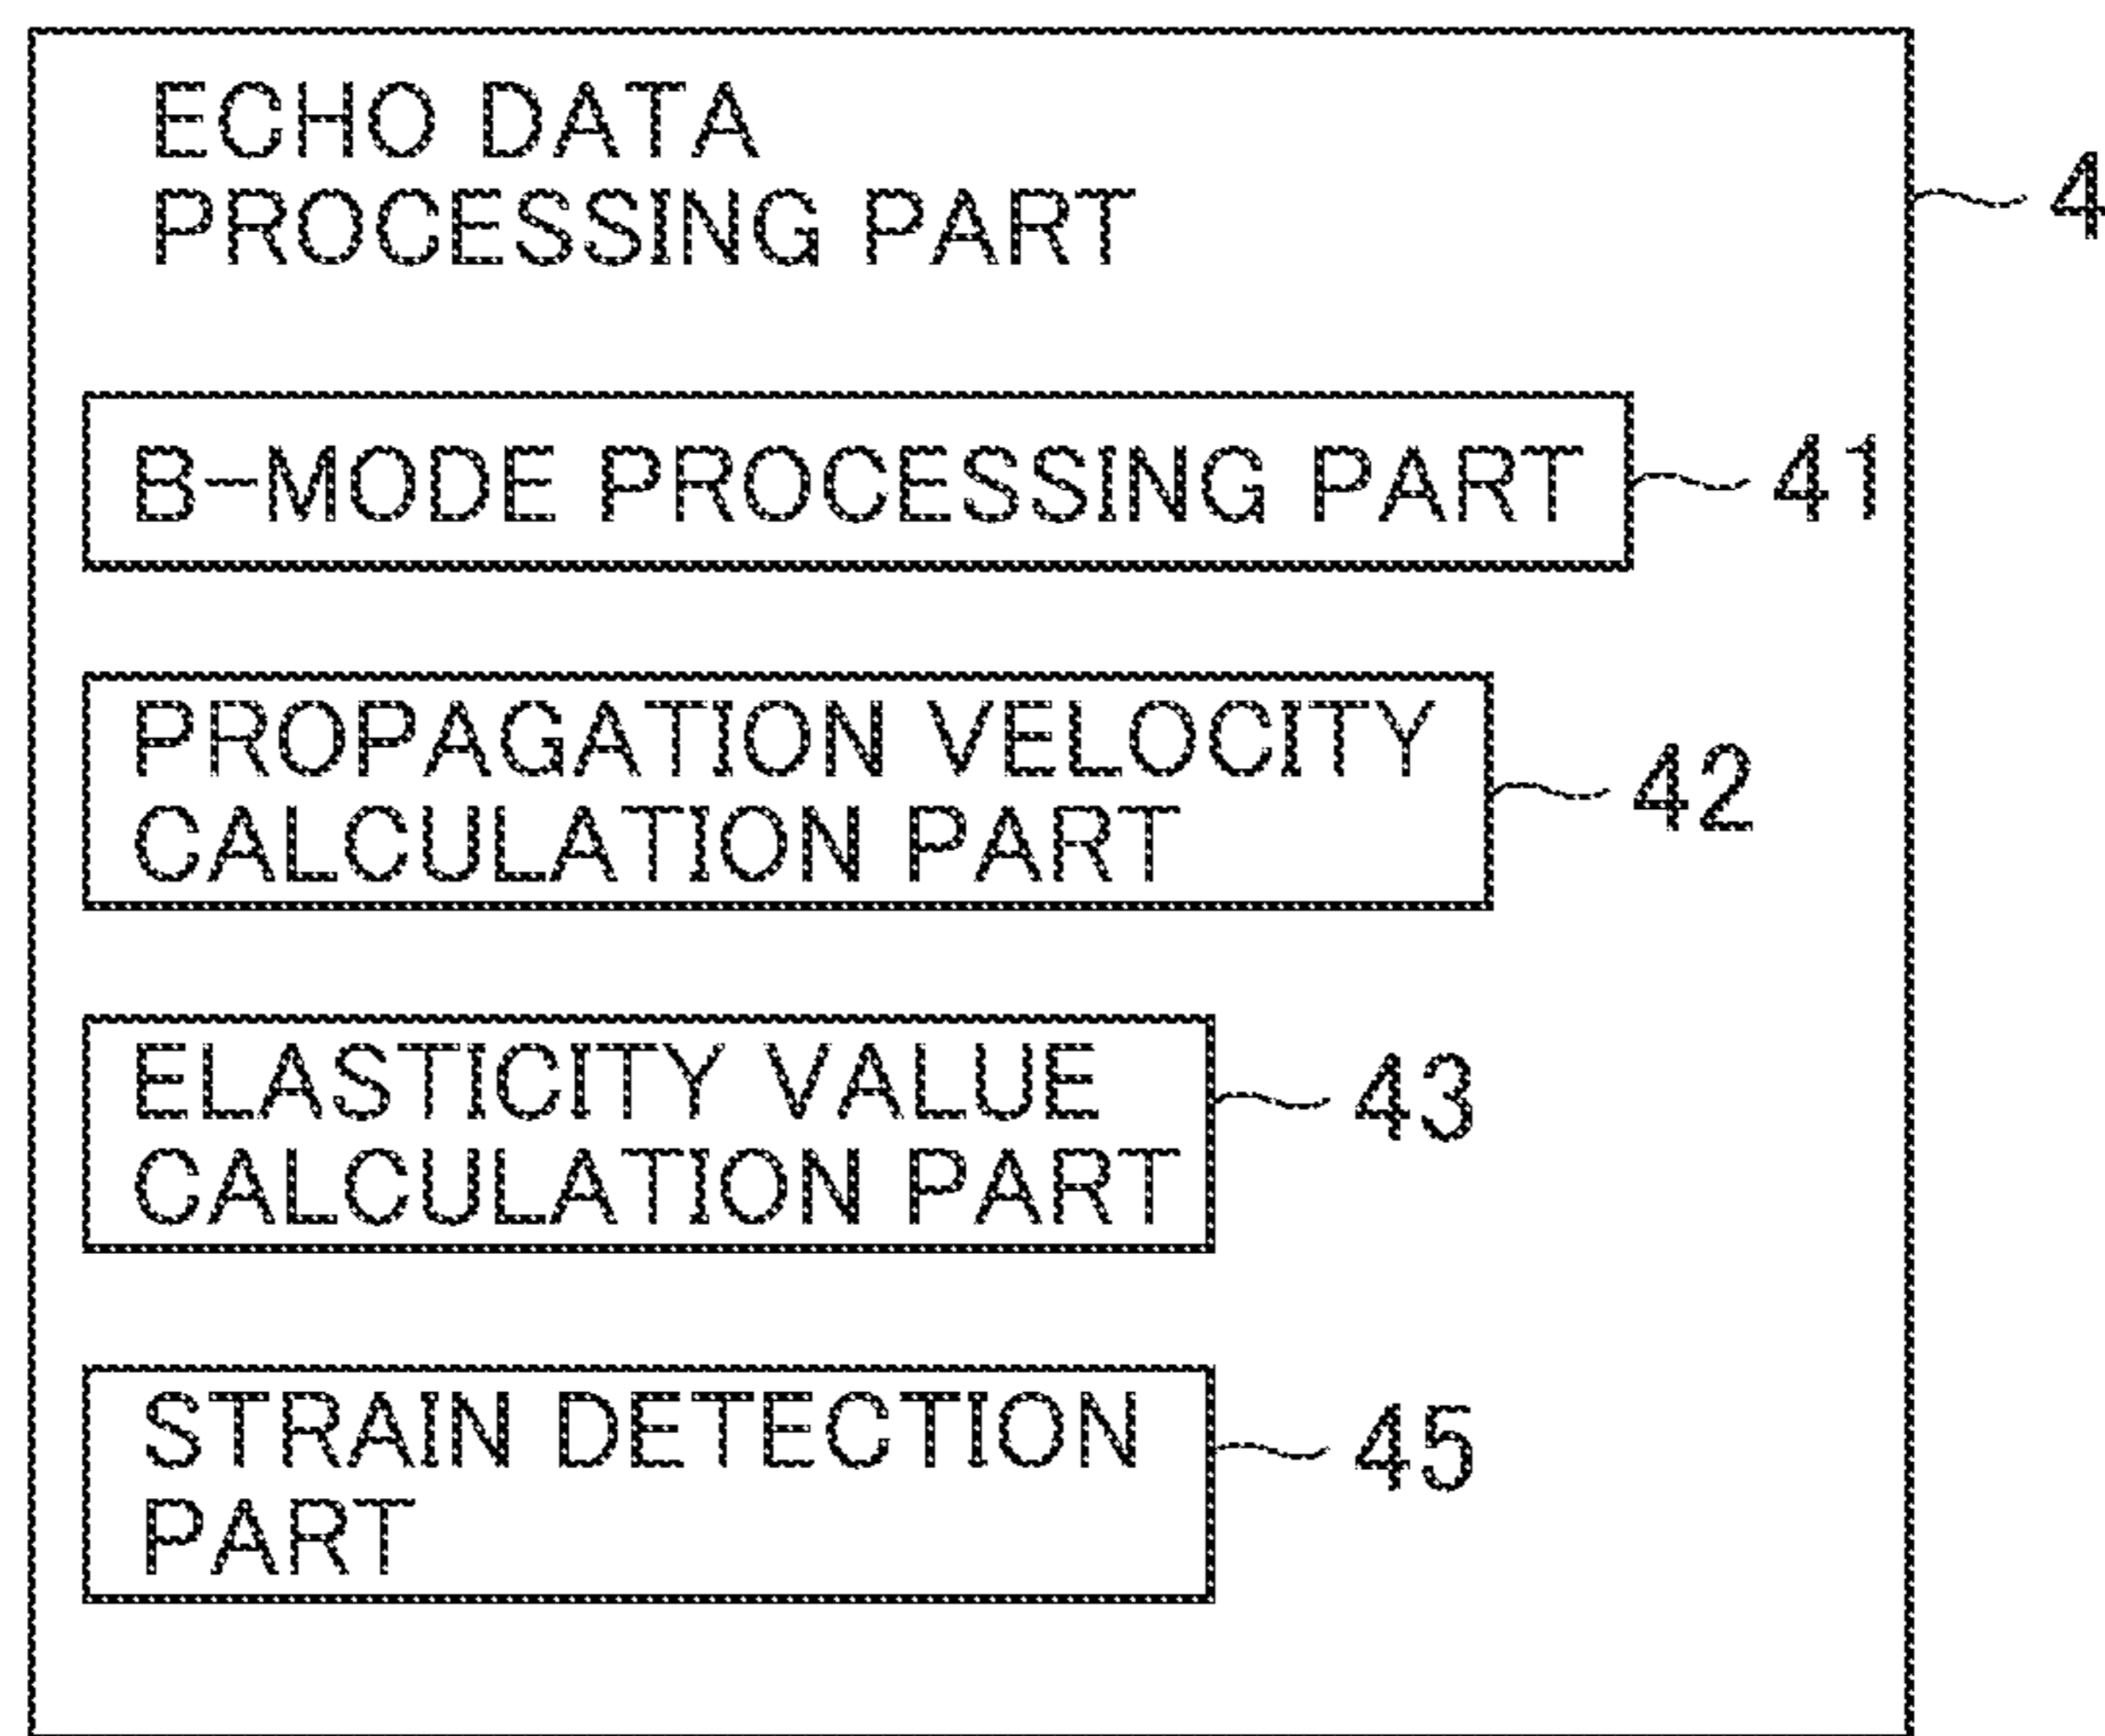 ECHO DATA
PROCESSING PART
4
B-MODE PROCESSING PART
41
PROPAGATION VELOCITY
CALCULATION PART
42
ELASTICITY VALUE
CALCULATION PART
43
STRAIN DETECTION
PART
45